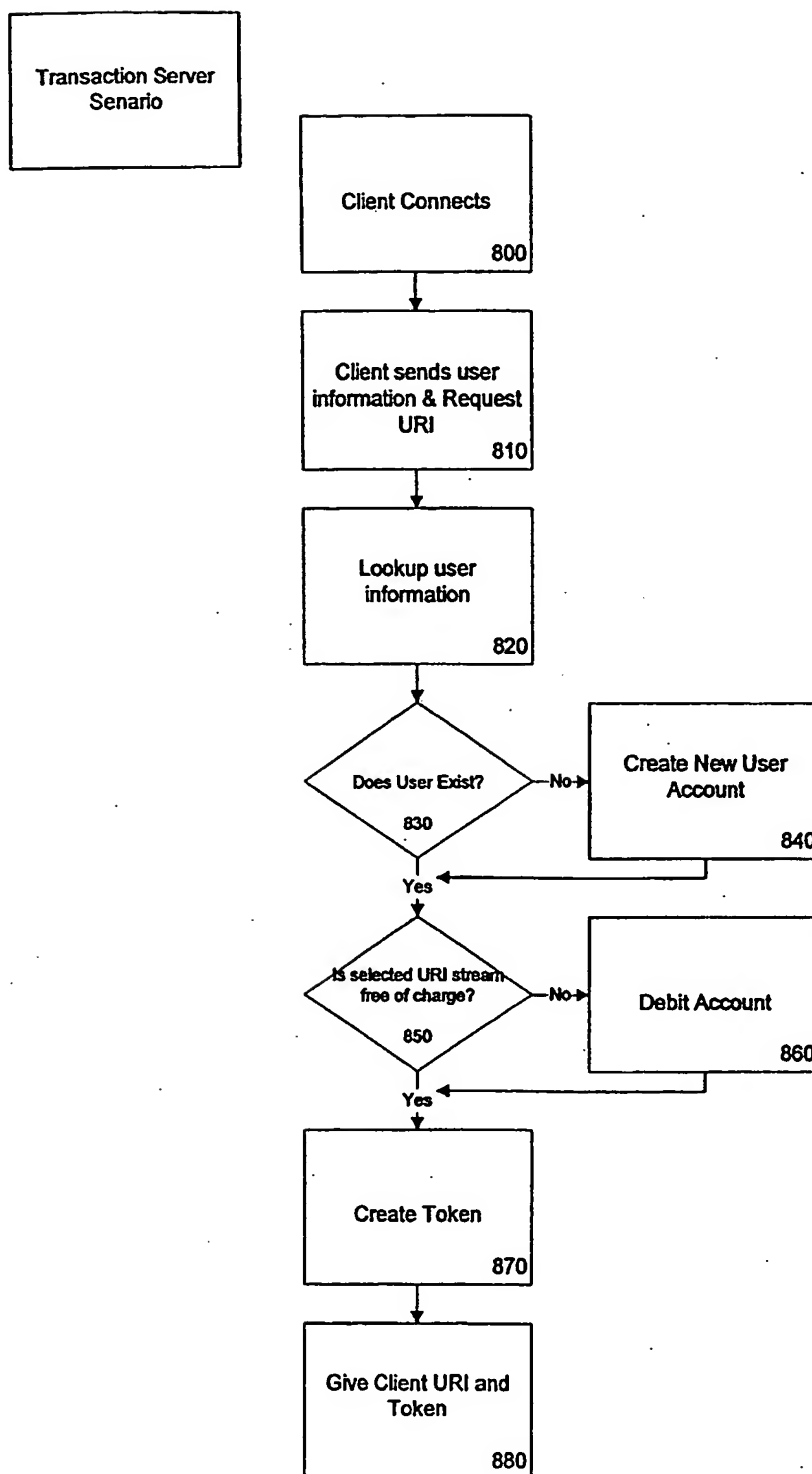 Transaction Server
Senario
Client Connects
800
Client sends user
information & Request
URI
810
Lookup user
information
820
Does User Exist?
830
No
Create New User
Account
840
Yes
Is selected URI stream
free of charge?
850
No
Debit Account
860
Yes
Create Token
870
Give Client URI and
Token
880